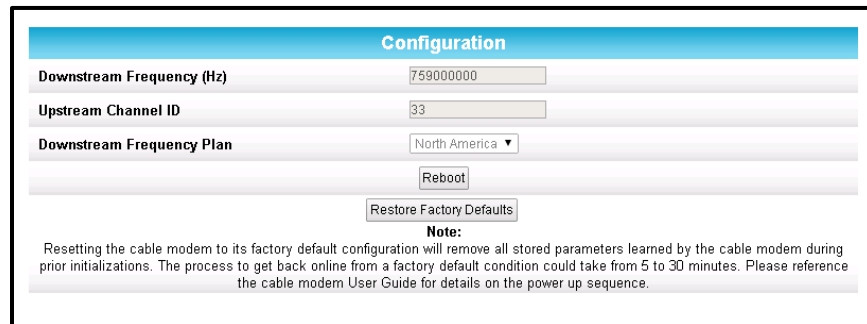 Configuration
Downstream Frequency (Hz) 759000000
Upstream Channel ID 33
Downstream Frequency Plan North America
Reboot
Restore Factory Defaults
Note:
Resetting the cable modem to its factory default configuration will remove all stored parameters learned by the cable modem during
prior initializations. The process to get back online from a factory default condition could take from 5 to 30 minutes. Please reference
the cable modem User Guide for details on the power up sequence.